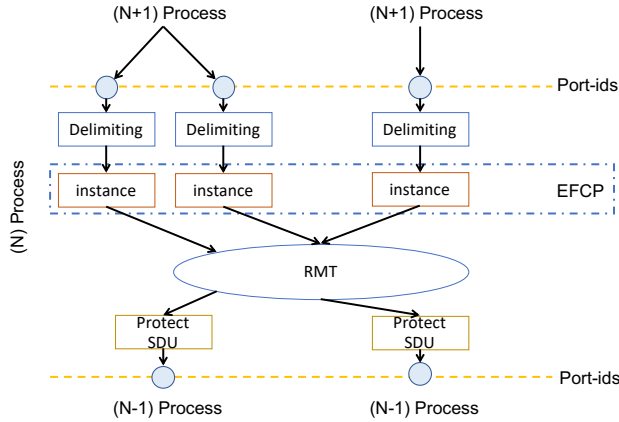 (N+1) Process
(N+1) Process
Port-ids
Delimiting
Delimiting
Delimiting
(N) Process
instance
instance
instance
EFCP
RMT
Protect
SDU
Protect
SDU
Port-ids
(N-1) Process
(N-1) Process